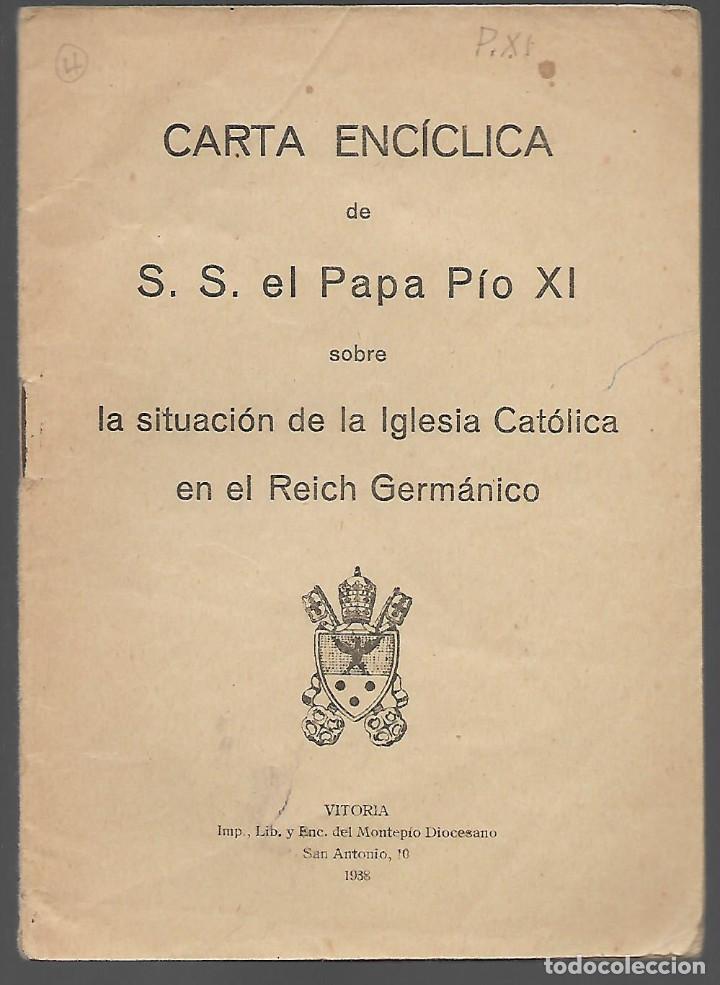 4
P.XI
CARTA ENCÍCLICA
de
S. S. el Papa Pío XI
sobre
la situación de la Iglesia Católica
en el Reich Germánico
VITORIA
Imp., Lib. y Enc. del Montepío Diocesano
San Antonio, 10
1938
todocoleccion